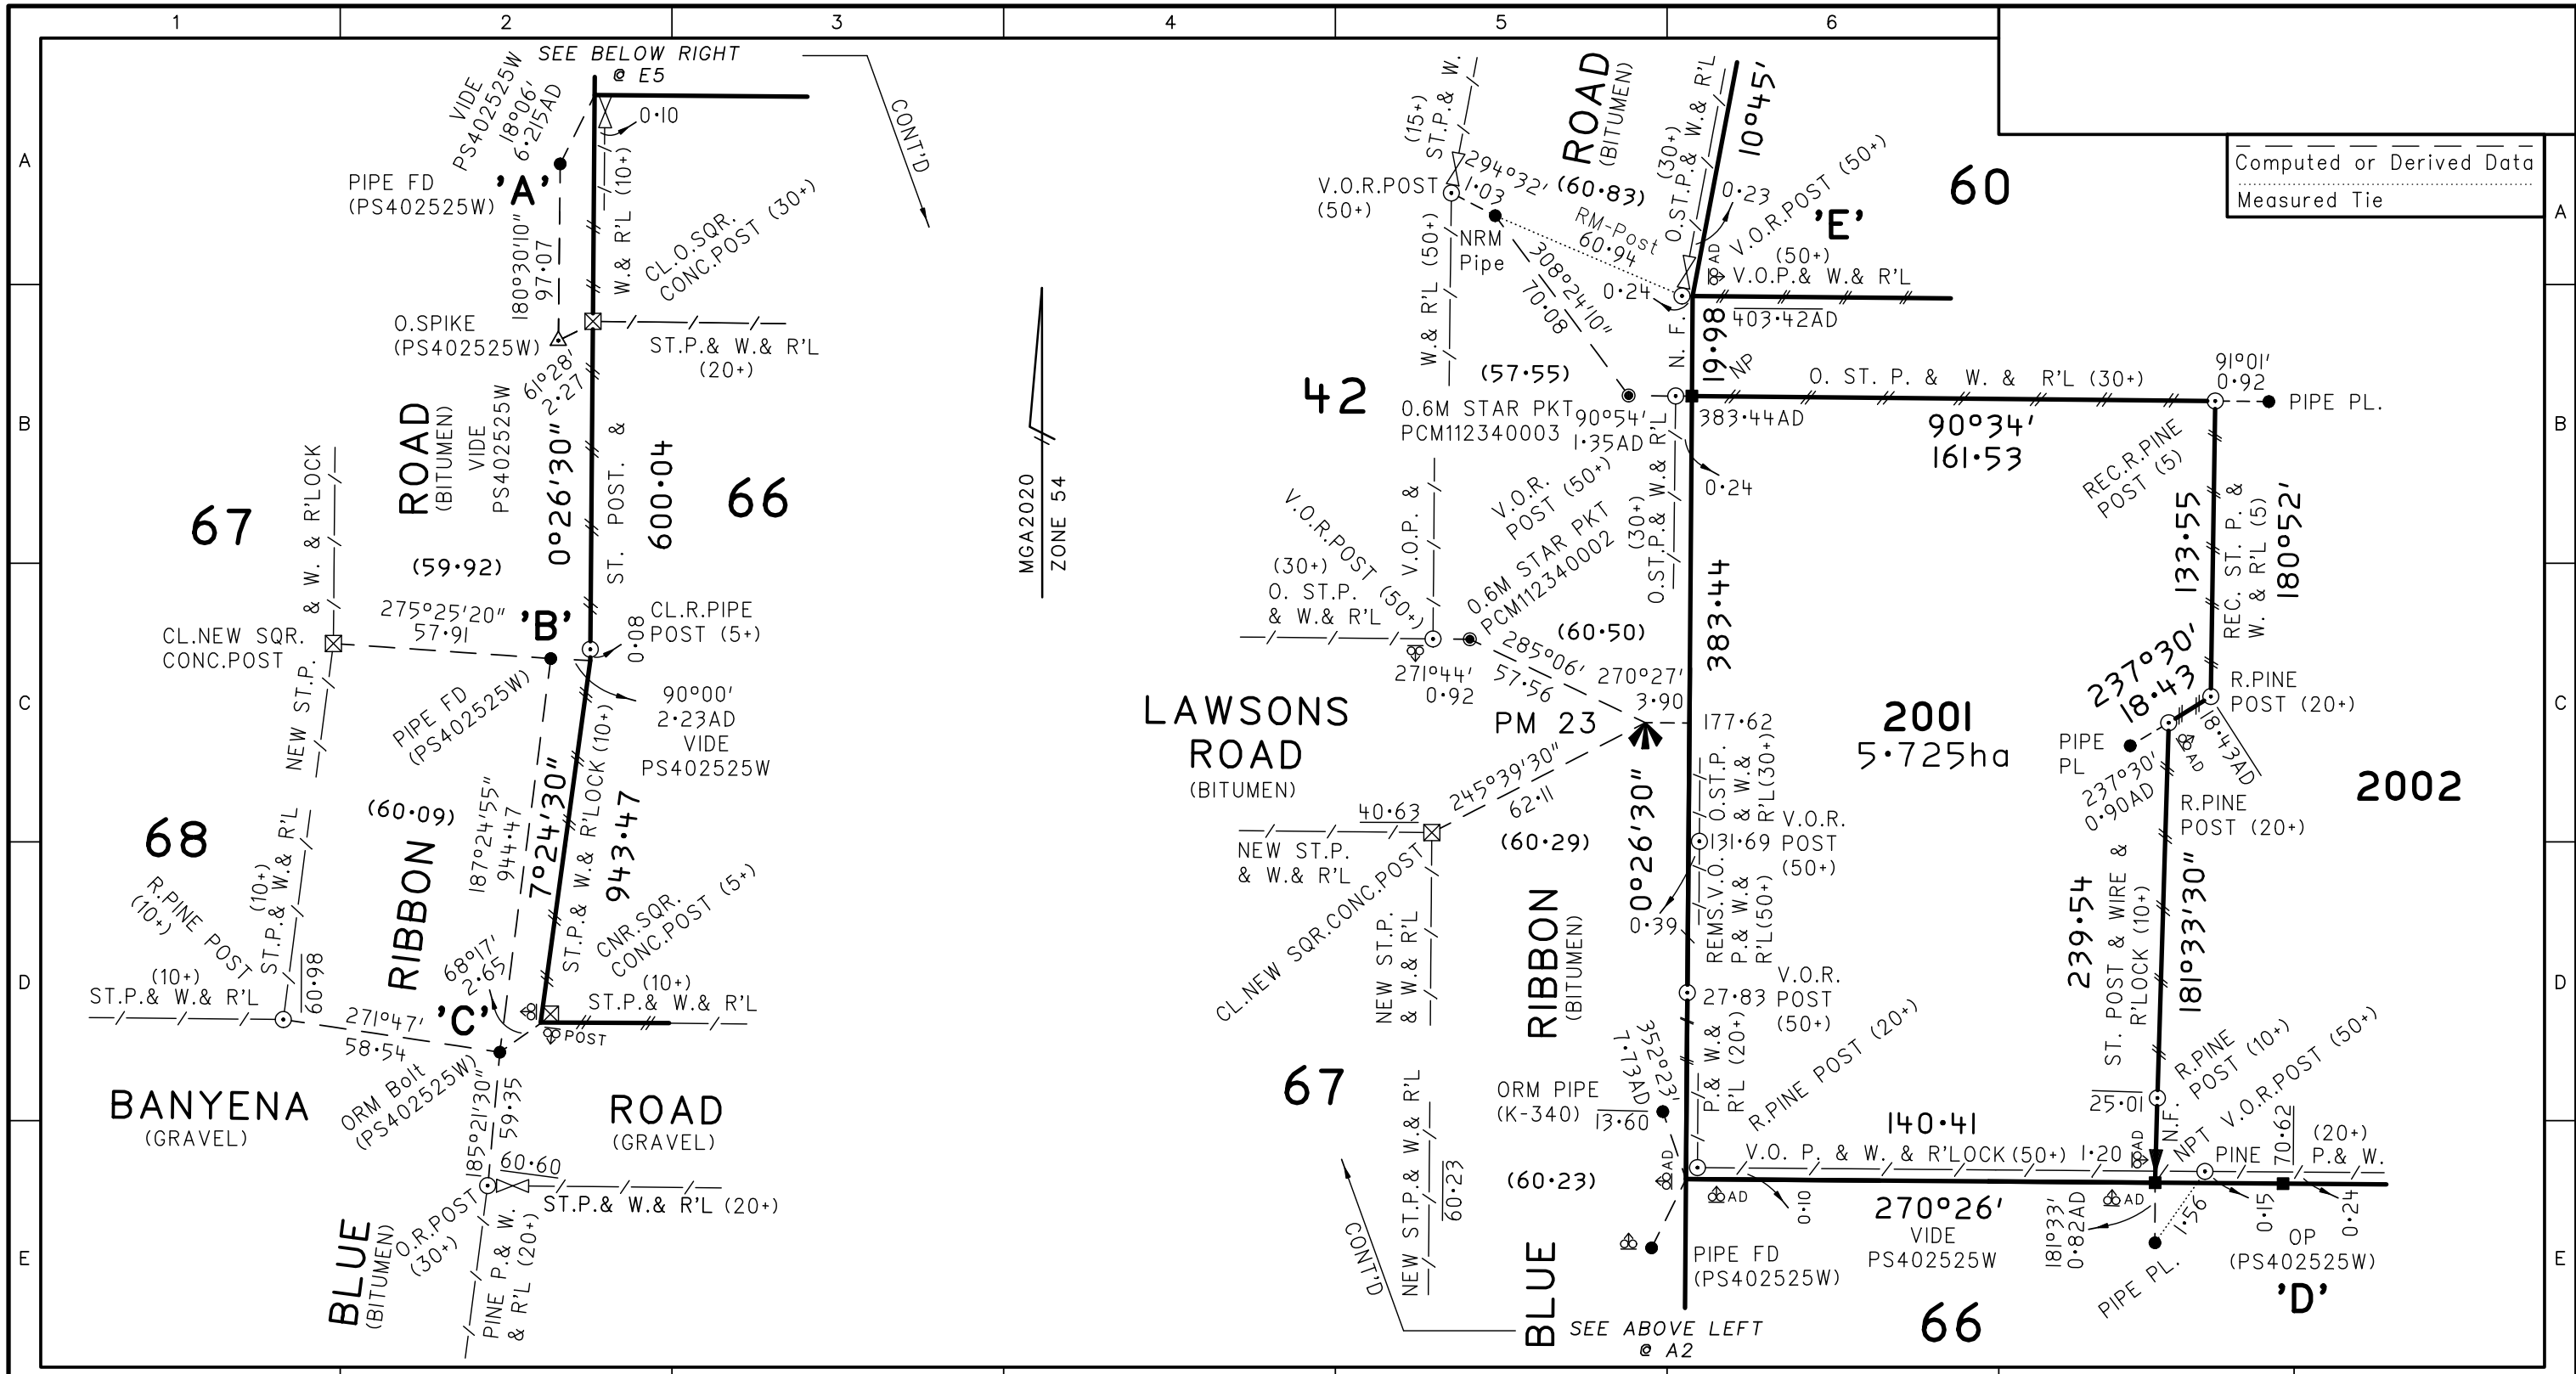 1
2
3
4
5
6
A
B
C
D
E
A
B
C
D
E
SEE BELOW RIGHT
@ E5
CONT'D
VIDE
PS402525W
18°06'
6·215AD
0·10
PIPE FD
(PS402525W)
'A'
W.& R'L (10+)
CL.O.SQR.
CONC.POST (30+)
180°30'10"
97·07
O.SPIKE
(PS402525W)
ST.P.& W.& R'L
(20+)
61°28'
2·27
ROAD
(BITUMEN)
VIDE
PS402525W
0°26'30"
ST. POST. &
600·04
66
67
& W. & R'LOCK
(59·92)
275°25'20"
57·91
'B'
CL.R.PIPE
POST (5+)
0·08
CL.NEW SQR.
CONC.POST
NEW ST.P.
PIPE FD
(PS402525W)
90°00'
2·23AD
VIDE
PS402525W
68
(60·09)
187°24'55"
944·47
7°24'30"
ST.P.& W.& R'LOCK(10+)
943·47
RIBBON
R.PINE POST
(10+)
(10+)
ST.P.& W.& R'L
CNR.SQR.
CONC.POST (5+)
68°17'
2·65
(10+)
ST.P.& W.& R'L
60·98
(10+)
ST.P.& W.& R'L
271°47'
58·54
'C'
POST
BANYENA
(GRAVEL)
ROAD
(GRAVEL)
ORM Bolt
(PS402525W)
185°21'30"
59·35
60·60
ST.P.& W.& R'L (20+)
O.R.POST
(30+)
PINE P.& W.
& R'L (20+)
BLUE
(BITUMEN)
MGA2020
ZONE 54
(15+)
ST.P.& W.
ROAD
(BITUMEN)
O.ST.P.& W.& R'L
(30+)
10°45'
60
Computed or Derived Data
Measured Tie
V.O.R.POST
(50+)
294°32'
1·03
(60·83)
RM-Post
60·94
0·23
V.O.R.POST (50+)
'E'
AD
(50+)
V.O.P.& W.& R'L
NRM
Pipe
W.& R'L (50+)
308°24'10"
70·08
0·24
403·42AD
N. F.
19·98
NP
O. ST. P. & W. & R'L (30+)
91°01'
0·92
PIPE PL.
42
(57·55)
0.6M STAR PKT
PCM112340003
90°54'
1·35AD
383·44AD
90°34'
161·53
REC.R.PINE
POST (5)
V.O.P. &
V.O.R.
POST (50+)
O.ST.P.& W.& R'L
(30+)
0·24
V.O.R.POST (50+)
0.6M STAR PKT
PCM112340002
133·55
REC. ST. P. &
W. & R'L (5)
180°52'
(30+)
O. ST.P.
& W.& R'L
(60·50)
383·44
271°44'
0·92
285°06'
57·56
270°27'
3·90
237°30'
18·43
R.PINE
POST (20+)
18·43AD
LAWSONS
ROAD
(BITUMEN)
PM 23
177·62
2001
5·725ha
PIPE
PL
AD
237°30'
0·90AD
2002
245°39'30"
62·11
40·63
O.ST.P.
& W.&
R'L(30+)
R.PINE
POST (20+)
NEW ST.P.
& W.& R'L
(60·29)
131·69
V.O.R.
POST
(50+)
0°26'30"
0·39
REMS.V.O.
P.& W.&
R'L(50+)
CL.NEW SQR.CONC.POST
NEW ST.P.
& W.& R'L
RIBBON
(BITUMEN)
239·54
ST. POST & WIRE &
R'LOCK (10+)
181°33'30"
27·83
V.O.R.
POST
(50+)
67
ORM PIPE
(K-340)
352°23'
7·73AD
13·60
P.& W.&
R'L (20+)
R.PINE POST (20+)
R.PINE
POST (10+)
25·01
NEW ST.P.& W.& R'L
60·23
(60·23)
140·41
V.O. P. & W. & R'LOCK (50+)
1·20
AD
N.F.
NPT
V.O.R.POST (50+)
PINE
70·62
(20+)
P.& W.
AD
AD
0·10
270°26'
VIDE
PS402525W
AD
181°33'
0·82AD
1·56
0·15
0·24
OP
(PS402525W)
'D'
PIPE PL.
PIPE FD
(PS402525W)
CONT'D
BLUE
SEE ABOVE LEFT
@ A2
66